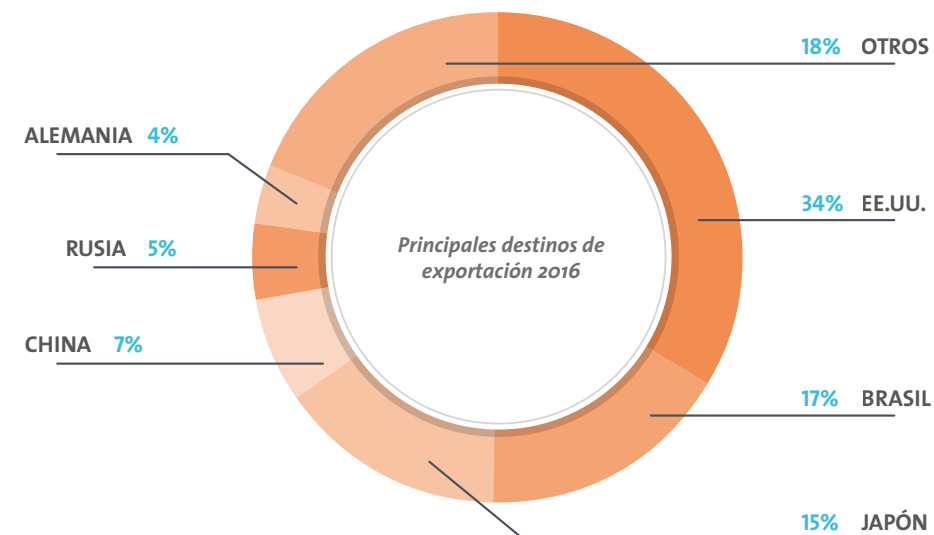 18% OTROS
ALEMANIA 4%
34% EE.UU.
RUSIA 5%
Principales destinos de
exportación 2016
CHINA 7%
17% BRASIL
15% JAPÓN